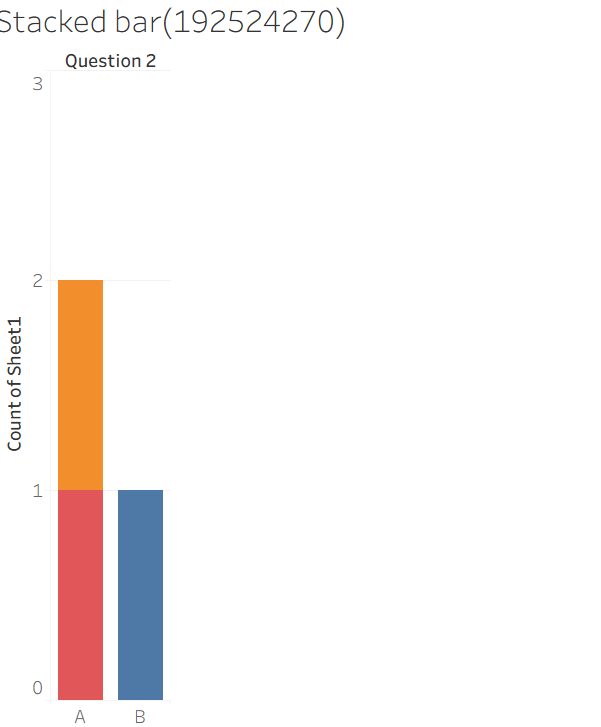 Stacked bar(192524270)
Question 2
3
2
1
0
Count of Sheet1
A B